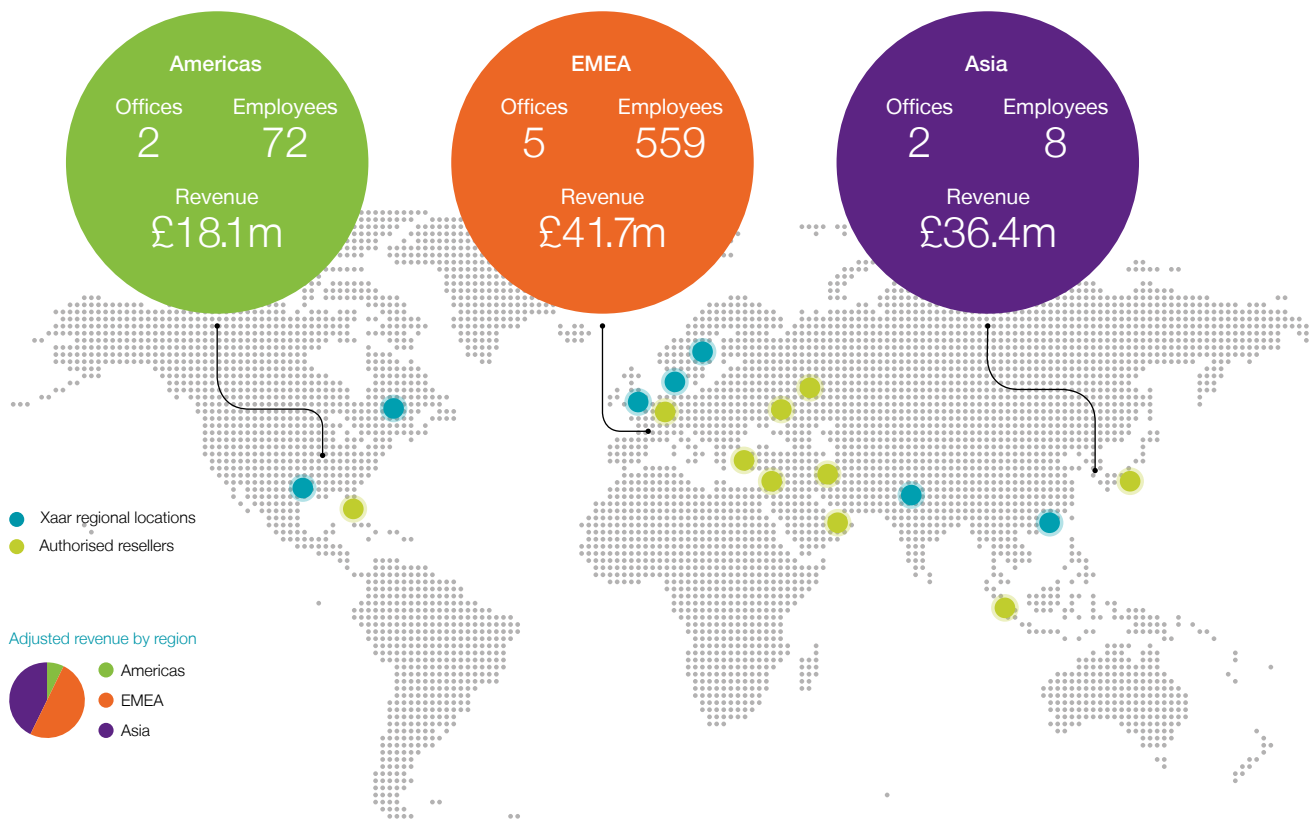 Americas
Offices Employees
2 72
Revenue
£18.1m
EMEA
Offices Employees
5 559
Revenue
£41.7m
Asia
Offices Employees
2 8
Revenue
£36.4m
Xaar regional locations
Authorised resellers
Adjusted revenue by region
Americas
EMEA
Asia